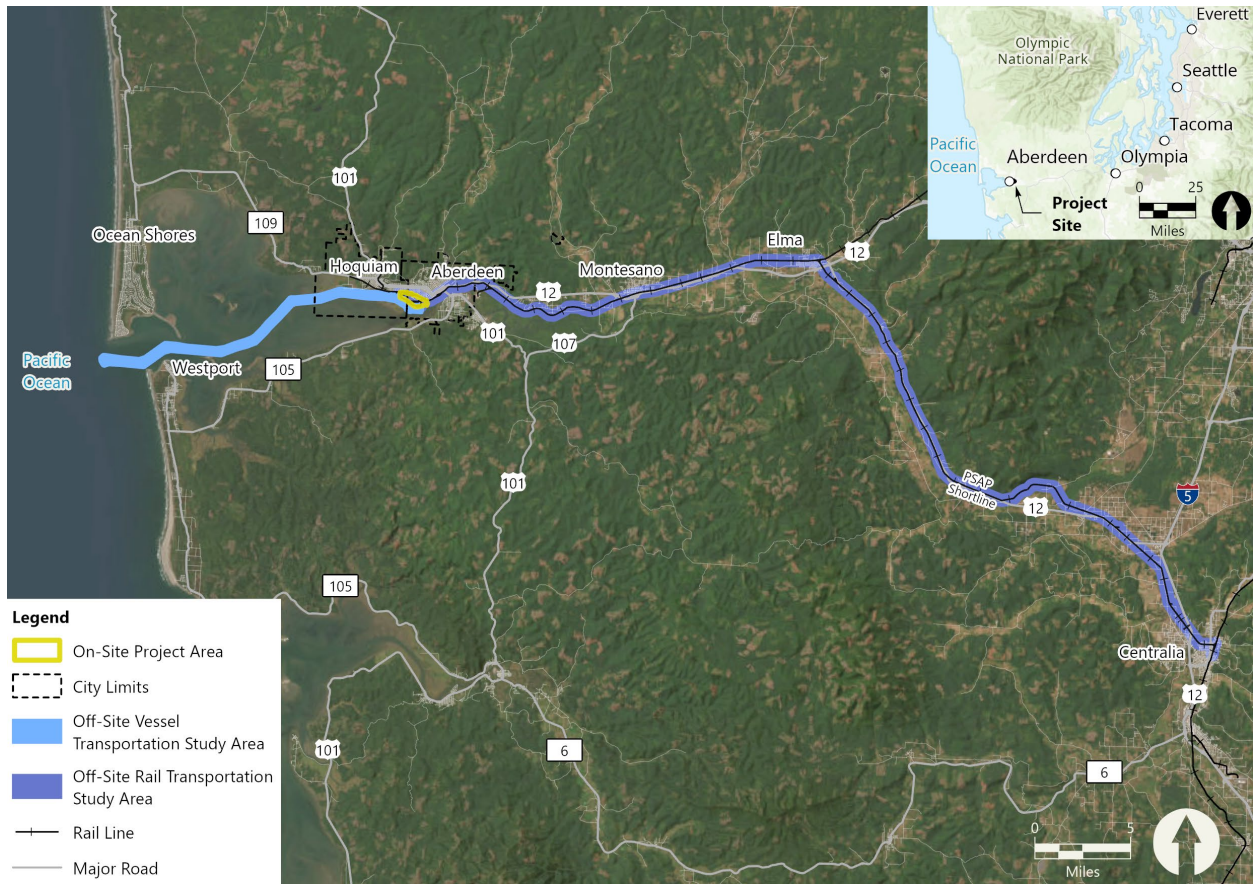 Everett
Olympic
National Park
Seattle
Tacoma
Pacific
Ocean
Aberdeen
Olympia
Project
Site
0 25
Miles
101
109
Ocean Shores
Hoquiam
Aberdeen
Montesano
Elma
12
12
101
107
Pacific
Ocean
Westport
105
101
PSAP
Shortline
12
5
105
Centralia
12
101
6
6
0 5
Miles
Legend
On-Site Project Area
City Limits
Off-Site Vessel
Transportation Study Area
Off-Site Rail Transportation
Study Area
Rail Line
Major Road